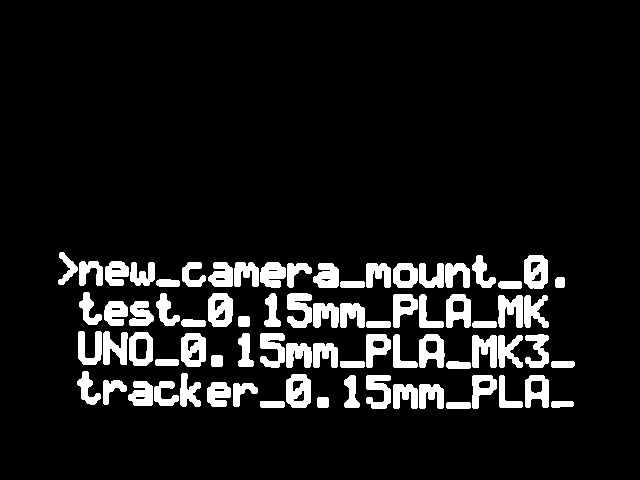 >new_camera_mount_0.
test_0.15mm_PLA_MK
UNO_0.15mm_PLA_MK3_
tracker_0.15mm_PLA_